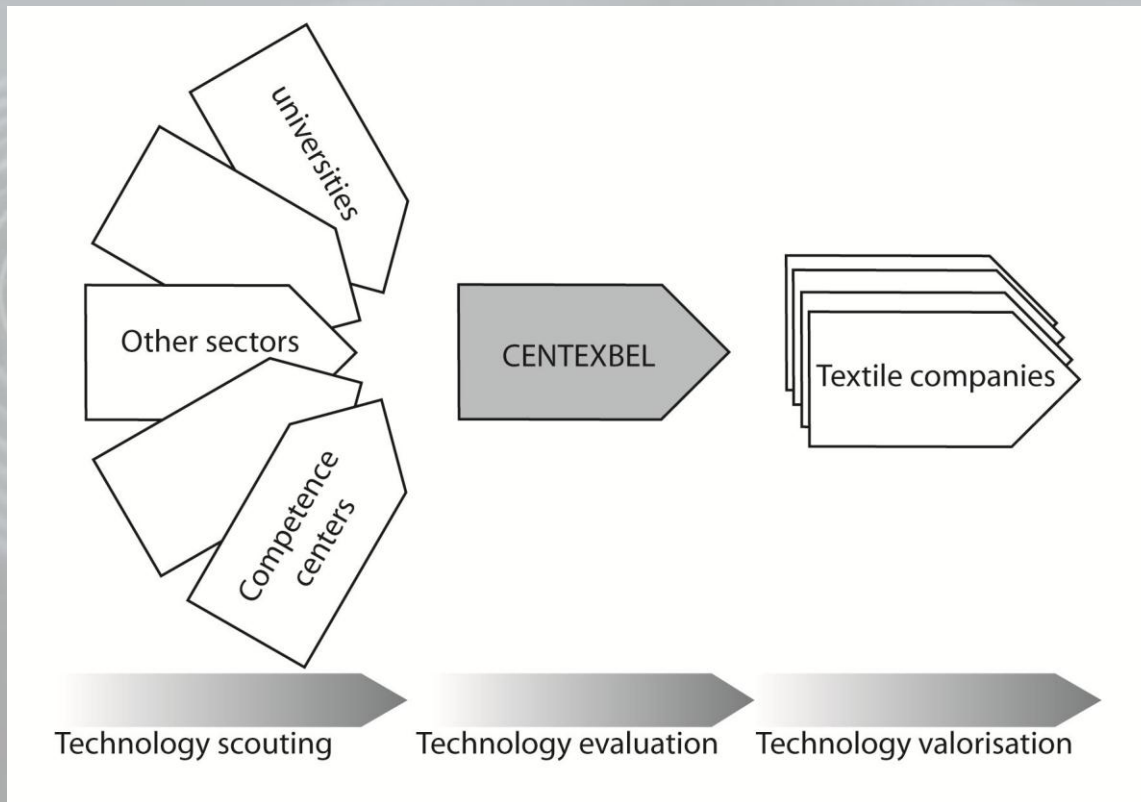 universities
Other sectors
Competence
centers
CENTEXBEL
Textile companies
Technology scouting
Technology evaluation
Technology valorisation